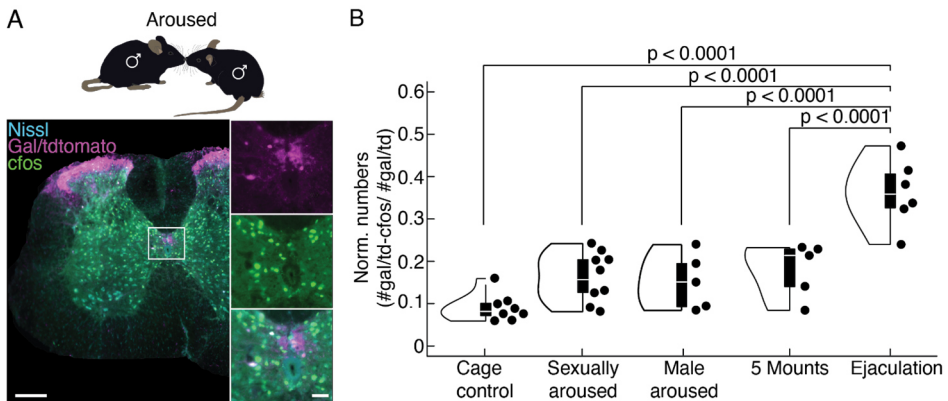 A
Aroused
♂
♂
Nissl
Gal/tdtomato
cfos
B
p < 0.0001
p < 0.0001
p < 0.0001
p < 0.0001
Norm. numbers
(#gal/td-cfos/ #gal/td)
0.6
0.5
0.4
0.3
0.2
0.1
0
Cage
control
Sexually
aroused
Male
aroused
5 Mounts
Ejaculation